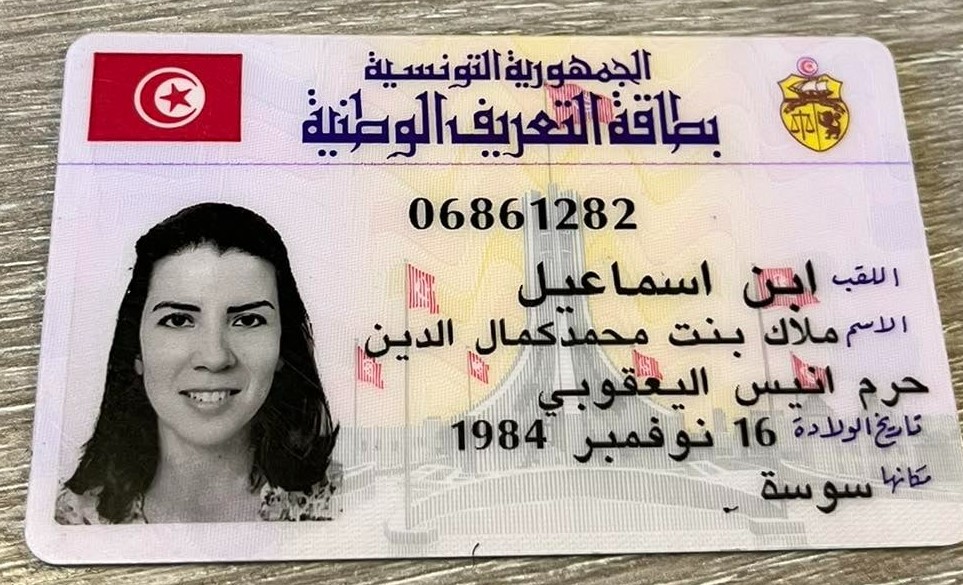 الجمهورية التونسية
بطاقة التعريف الوطنية
06861282
اللقب ابن اسماعيل
الاسم ملاك بنت محمدكمال الدين
حرم انيس اليعقوبي
تاريخ الولادة 16 نوفمبر 1984
مكانها سوسة